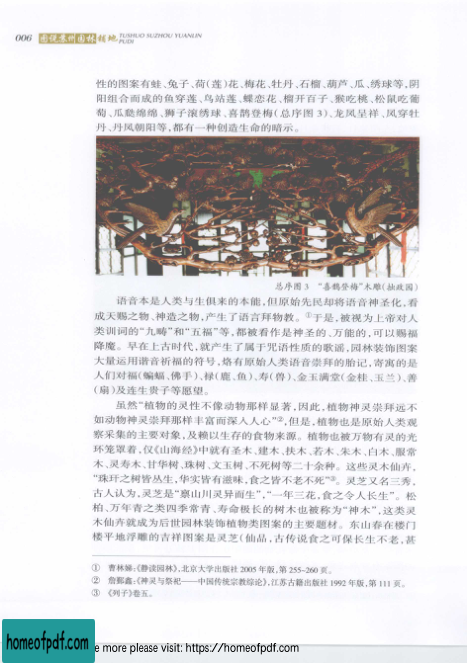 006 图说苏州园林 铺地 TUSHUO SUZHOU YUANLIN
PUDI
性的图案有蛙、兔子、荷(莲)花、梅花、牡丹、石榴、葫芦、瓜、绣球等,阴
阳组合而成的鱼穿莲、鸟站莲、蝶恋花、榴开百子、猴吃桃、松鼠吃葡
萄、瓜瓞绵绵、狮子滚绣球、喜鹊登梅(总序图 3)、龙凤呈祥、凤穿牡
丹、丹凤朝阳等,都有一种创造生命的暗示。
总序图 3 “喜鹊登梅”木雕(拙政园)
语音本是人类与生俱来的本能,但原始先民却将语音神圣化,看
成天赐之物、神造之物,产生了语言拜物教。①于是,被视为上帝对人
类训词的“九畴”和“五福”等,都被看作是神圣的、万能的,可以赐福
降魔。早在上古时代,就产生了属于咒语性质的歌谣,园林装饰图案
大量运用谐音祈福的符号,烙有原始人类语音崇拜的胎记,寄寓的是
人们对福(蝙蝠、佛手)、禄(鹿、鱼)、寿(兽)、金玉满堂(金桂、玉兰)、善
(扇)及连生贵子等愿望。
虽然“植物的灵性不像动物那样显著,因此,植物神灵崇拜远不
如动物神灵崇拜那样丰富而深入人心”②,但是,植物也是原始人类观
察采集的主要对象,及赖以生存的食物来源。植物也被万物有灵的光
环笼罩着,仅《山海经》中就有圣木、建木、扶木、若木、朱木、白木、服常
木、灵寿木、甘华树、珠树、文玉树、不死树等二十余种。这些灵木仙卉,
“珠玕之树皆丛生,华实皆有滋味,食之皆不老不死”③。灵芝又名三秀,
古人认为,灵芝是“禀山川灵异而生”,“一年三花,食之令人长生”。松
柏、万年青之类四季常青、寿命极长的树木也被称为“神木”,这类灵
木仙卉就成为后世园林装饰植物类图案的主要题材。东山春在楼门
楼平地浮雕的吉祥图案是灵芝(仙品,古传说食之可保长生不老,甚
① 曹林娣:《静读园林》,北京大学出版社 2005 年版,第 255~260 页。
② 詹鄞鑫:《神灵与祭祀——中国传统宗教综论》,江苏古籍出版社 1992 年版,第 111 页。
③ 《列子》卷五。
homeofpdf.com
e more please visit: https://homeofpdf.com